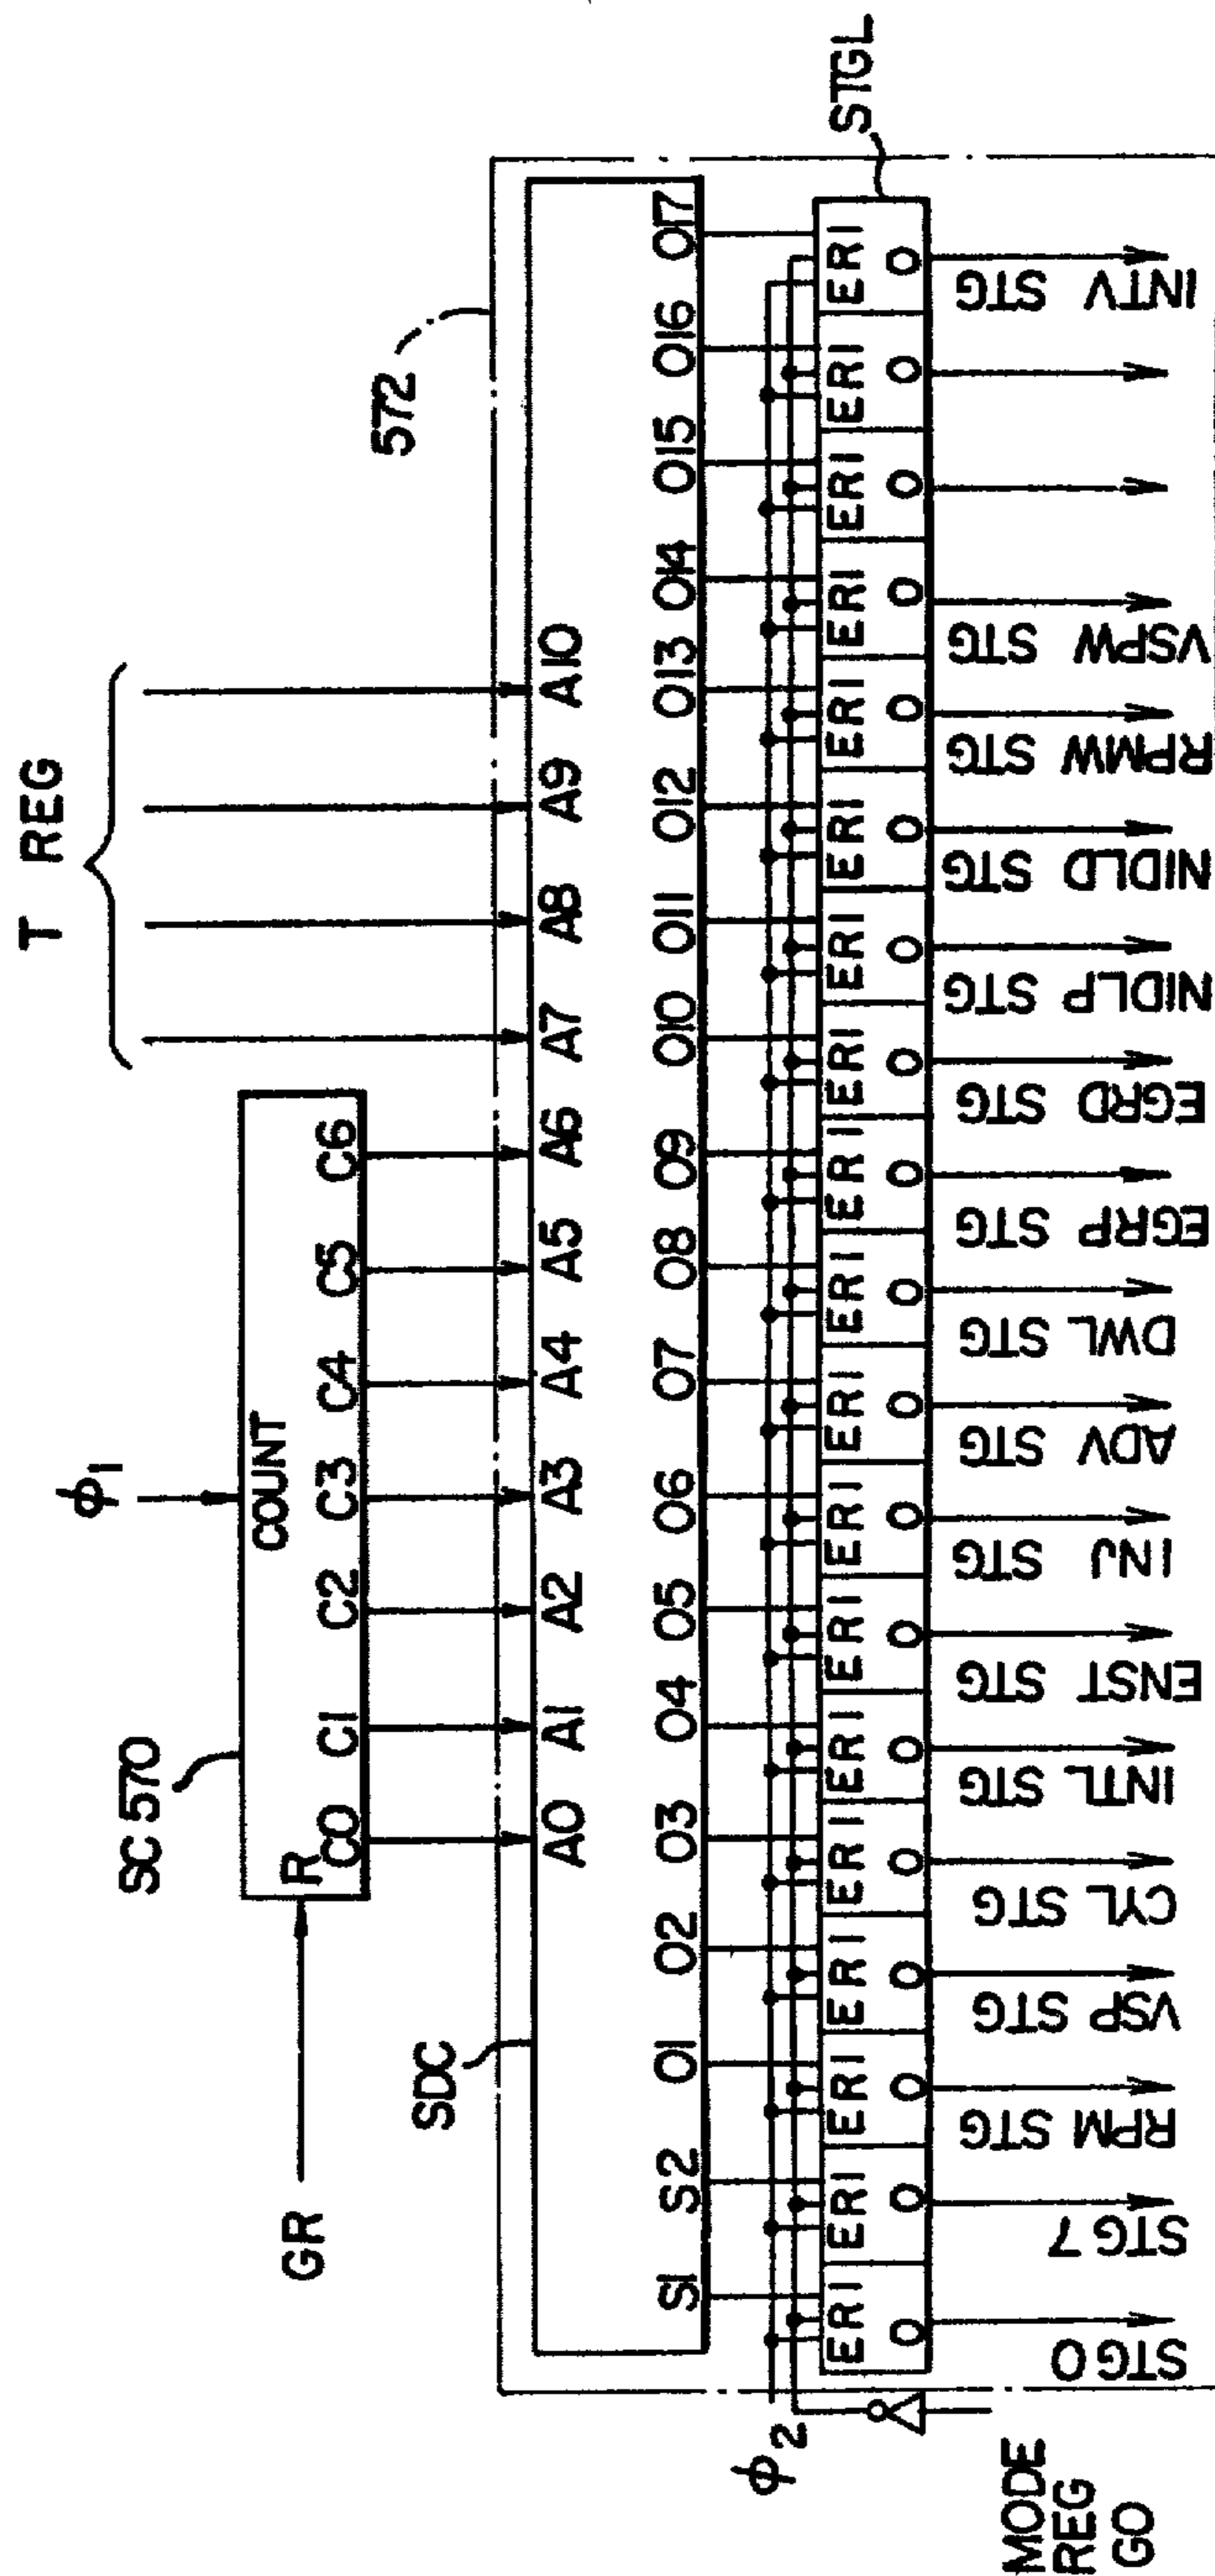 T REG
ϕ1
SC 570
GR
R
COUNT
C0 C1 C2 C3 C4 C5 C6
572
SDC
A0 A1 A2 A3 A4 A5 A6 A7 A8 A9 A10
S1 S2 O1 O2 O3 O4 O5 O6 O7 O8 O9 O10 O11 O12 O13 O14 O15 O16 O17
STGL
ϕ2
ERI ERI ERI ERI ERI ERI ERI ERI ERI ERI ERI ERI ERI ERI ERI ERI ERI ERI ERI
O O O O O O O O O O O O O O O O O O O
MODE
REG
GO
STG 0
STG 7
RPM STG
VSP STG
CYL STG
INTL STG
ENST STG
INJ STG
ADV STG
DWL STG
EGRP STG
EGRD STG
NIDLP STG
NIDLD STG
RPMW STG
VSPW STG
INTV STG